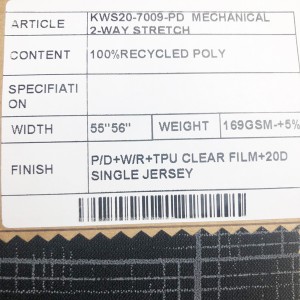 ARTICLE KWS20-7009-PD MECHANICAL
2-WAY STRETCH
CONTENT 100%RECYCLED POLY
SPECIFIATI
ON
WIDTH 55"56" WEIGHT 169GSM-+5%
FINISH P/D+W/R+TPU CLEAR FILM+20D
SINGLE JERSEY